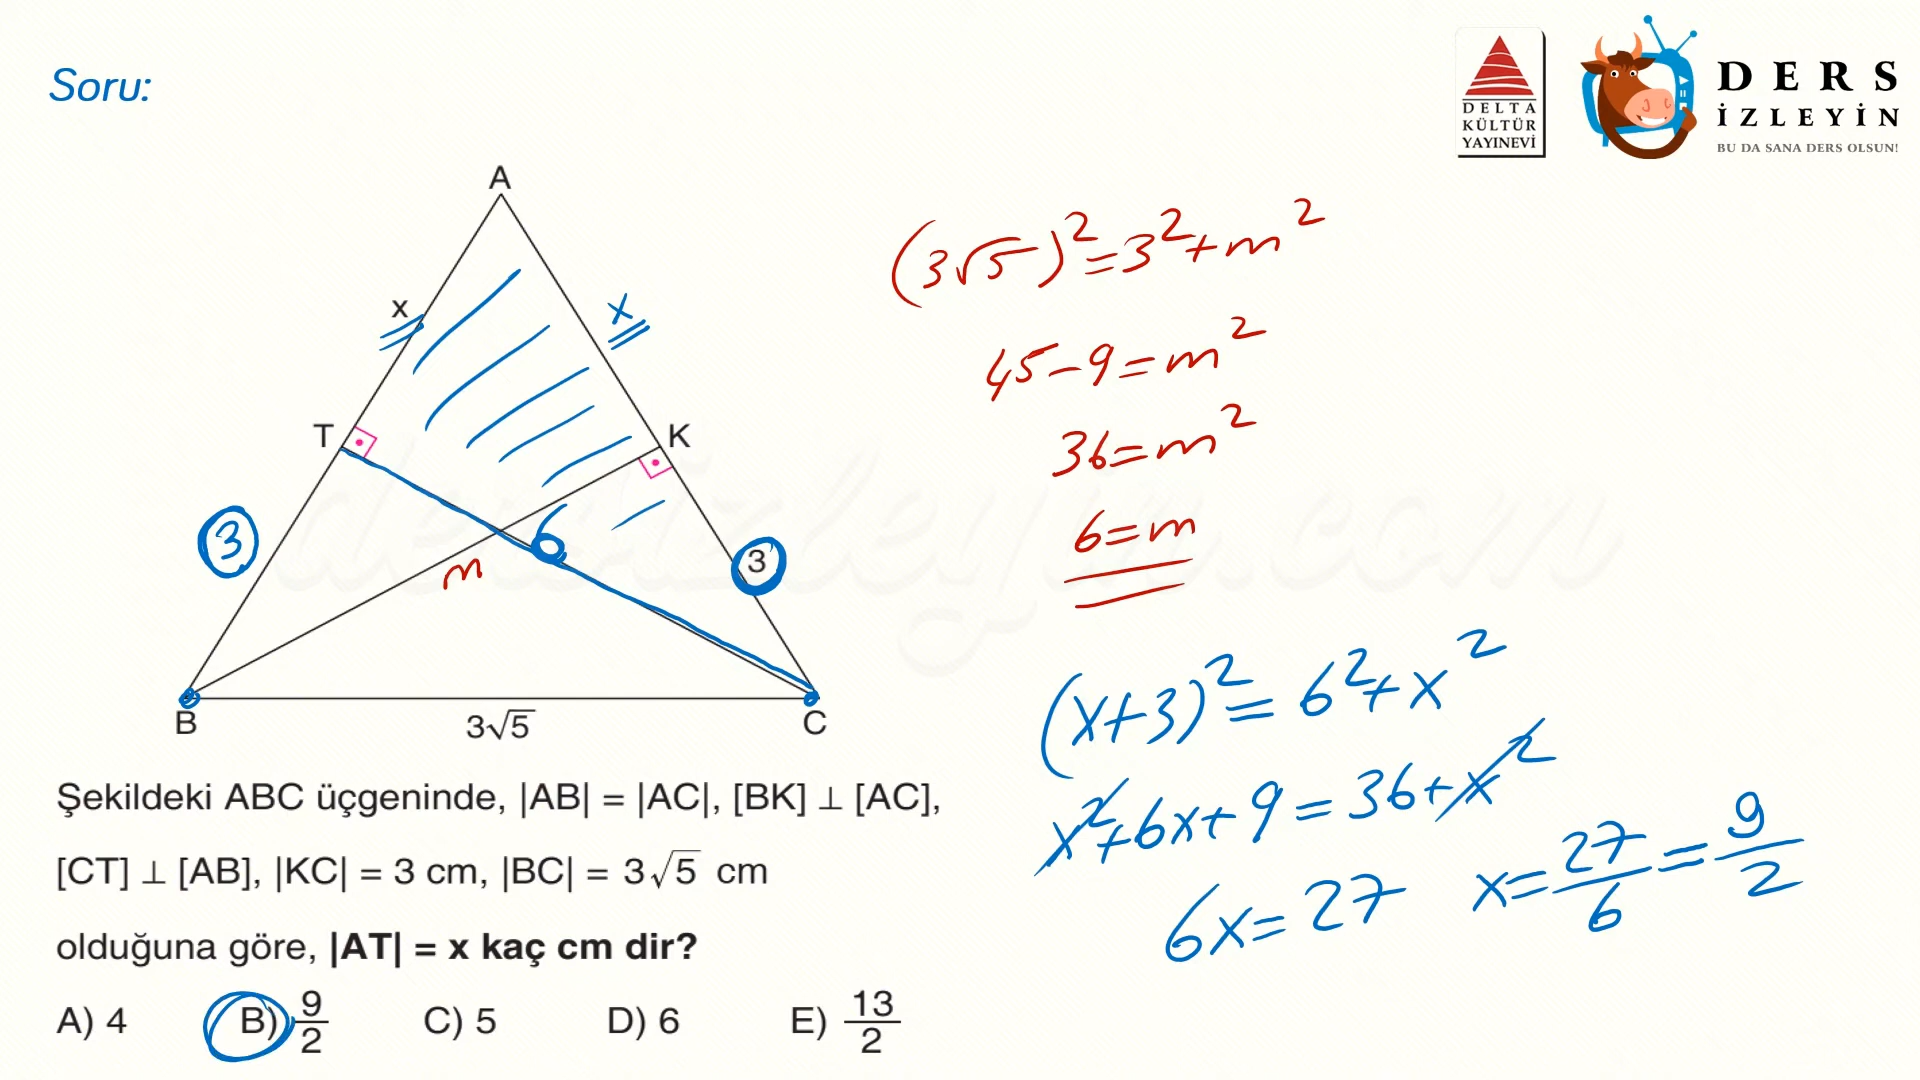 Soru:
DELTA
KÜLTÜR
YAYINEVİ
DERS
İZLEYİN
BU DA SANA DERS OLSUN!
A
x
x
T
K
3
6
3
m
B
3√5
C
(3√5)² = 3² + m²
45 - 9 = m²
36 = m²
6 = m
(x+3)² = 6² + x²
x² + 6x + 9 = 36 + x²
6x = 27
x = 27/6 = 9/2
dersizleyin.com
Şekildeki ABC üçgeninde, |AB| = |AC|, [BK] ⊥ [AC],
[CT] ⊥ [AB], |KC| = 3 cm, |BC| = 3√5 cm
olduğuna göre, |AT| = x kaç cm dir?
A) 4 B) 9/2 C) 5 D) 6 E) 13/2